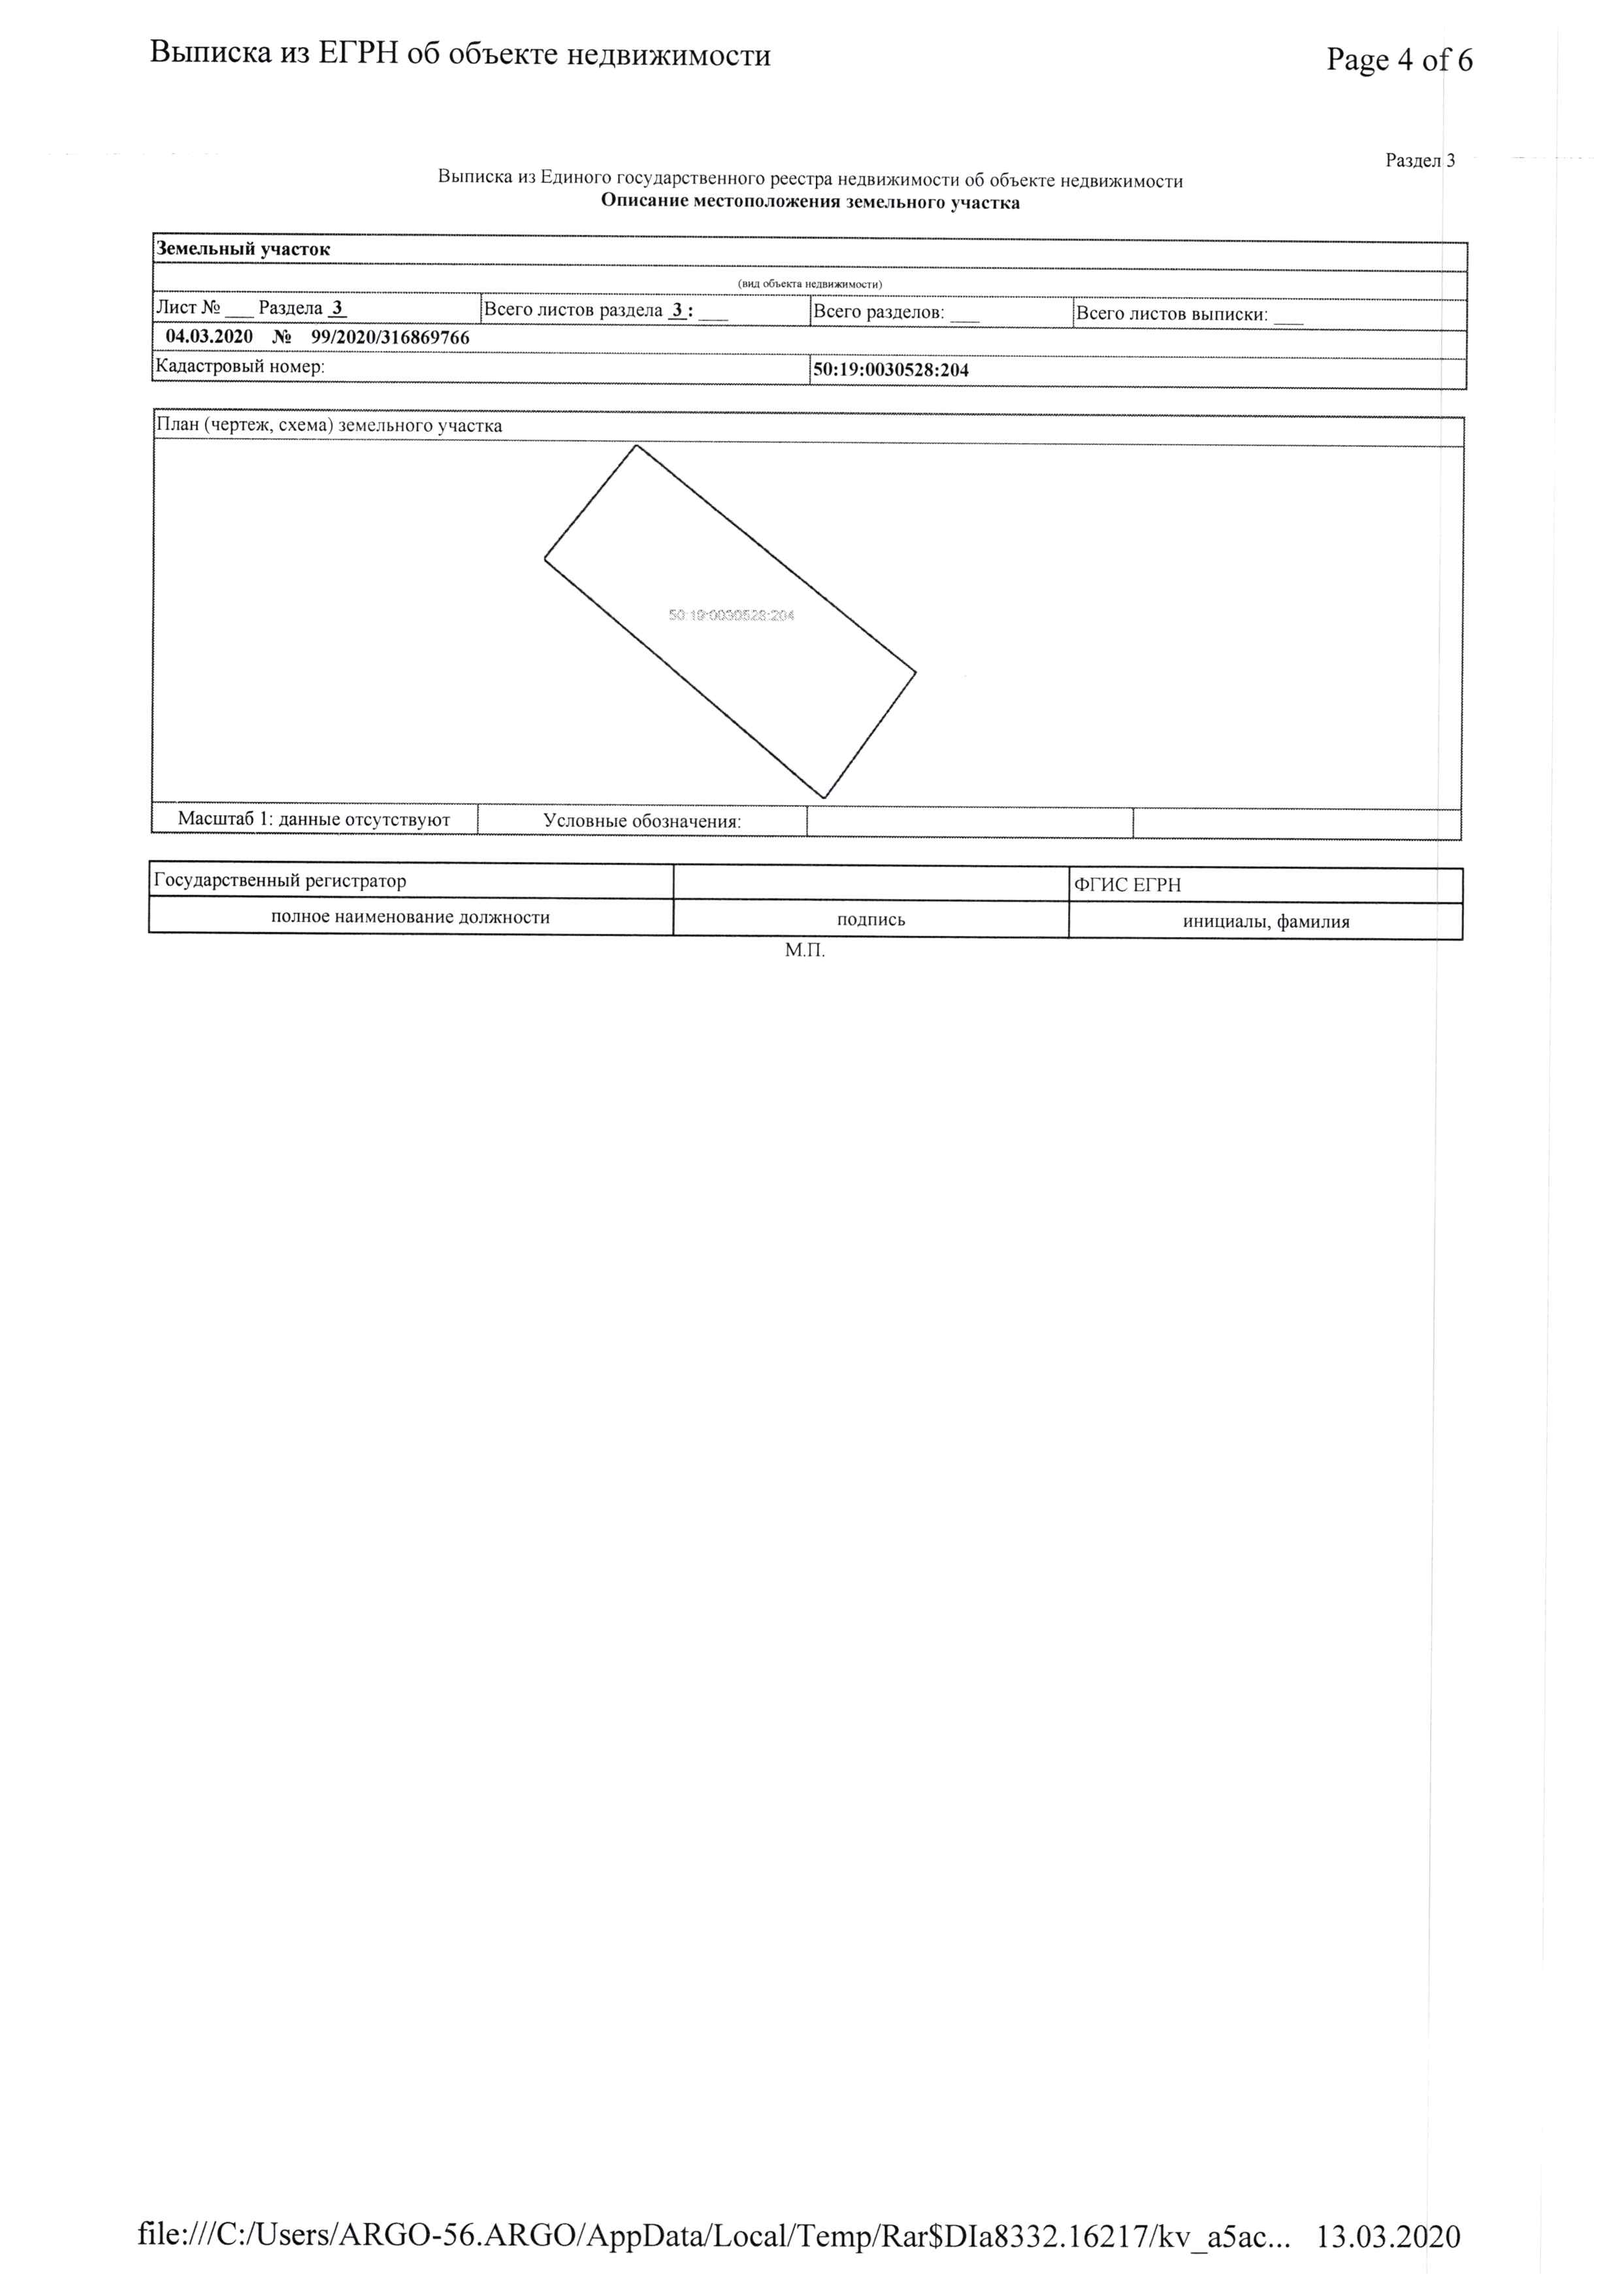 Выписка из ЕГРН об объекте недвижимости Page 4 of 6
Раздел 3
Выписка из Единого государственного реестра недвижимости об объекте недвижимости
Описание местоположения земельного участка
Земельный участок
(вид объекта недвижимости)
Лист № ___ Раздела 3 Всего листов раздела 3 : ___ Всего разделов: ___ Всего листов выписки: ___
04.03.2020 № 99/2020/316869766
Кадастровый номер: 50:19:0030528:204
План (чертеж, схема) земельного участка
50:19:0030528:204
Масштаб 1: данные отсутствуют Условные обозначения:
Государственный регистратор ФГИС ЕГРН
полное наименование должности подпись инициалы, фамилия
М.П.
file:///C:/Users/ARGO-56.ARGO/AppData/Local/Temp/Rar$DIa8332.16217/kv_a5ac... 13.03.2020